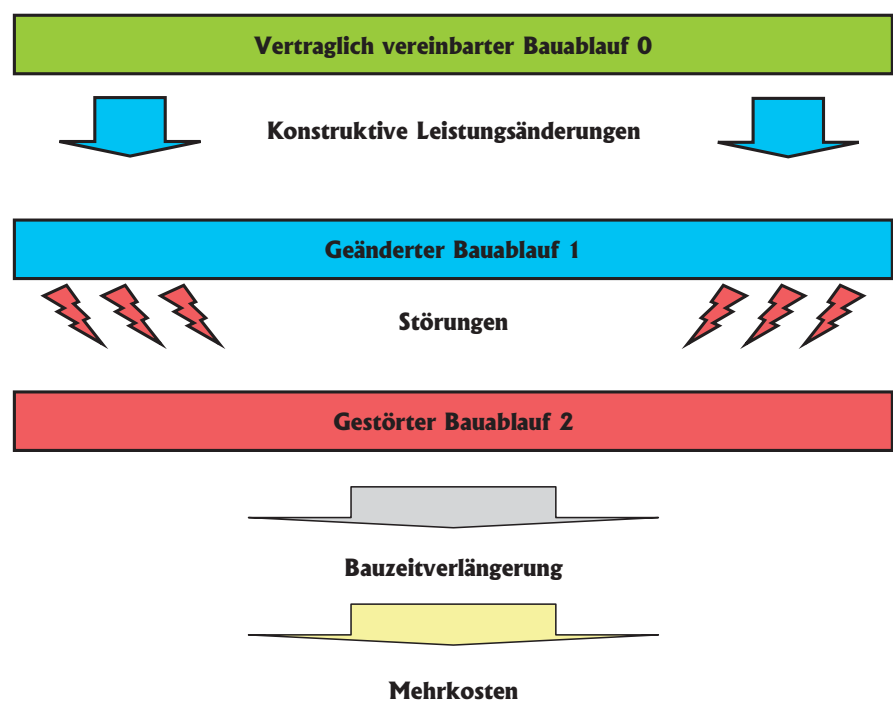 Vertraglich vereinbarter Bauablauf 0
Konstruktive Leistungsänderungen
Geänderter Bauablauf 1
Störungen
Gestörter Bauablauf 2
Bauzeitverlängerung
Mehrkosten